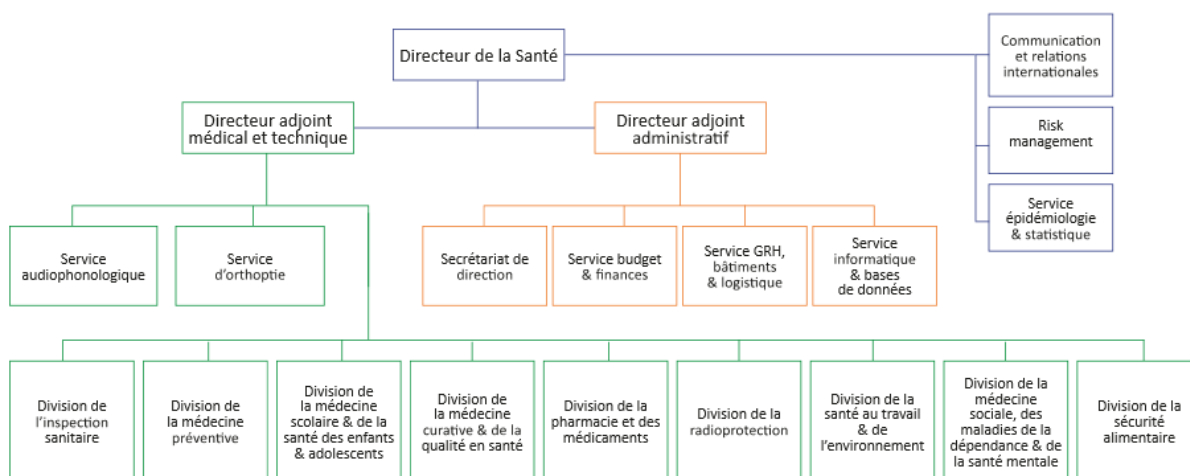 Directeur de la Santé
Communication
et relations
internationales
Directeur adjoint
médical et technique
Directeur adjoint
administratif
Risk
management
Service
épidémiologie
& statistique
Service
audiophonologique
Service
d'orthoptie
Secrétariat de
direction
Service budget
& finances
Service GRH,
bâtiments
& logistique
Service
informatique
& bases
de données
Division de
l'inspection
sanitaire
Division de
la médecine
préventive
Division de
la médecine
scolaire & de la
santé des enfants
& adolescents
Division de
la médecine
curative & de la
qualité en santé
Division de la
pharmacie et des
médicaments
Division de la
radioprotection
Division de la
santé au travail
& de
l'environnement
Division de la
médecine
sociale, des
maladies de la
dépendance & de
la santé mentale
Division de la
sécurité
alimentaire